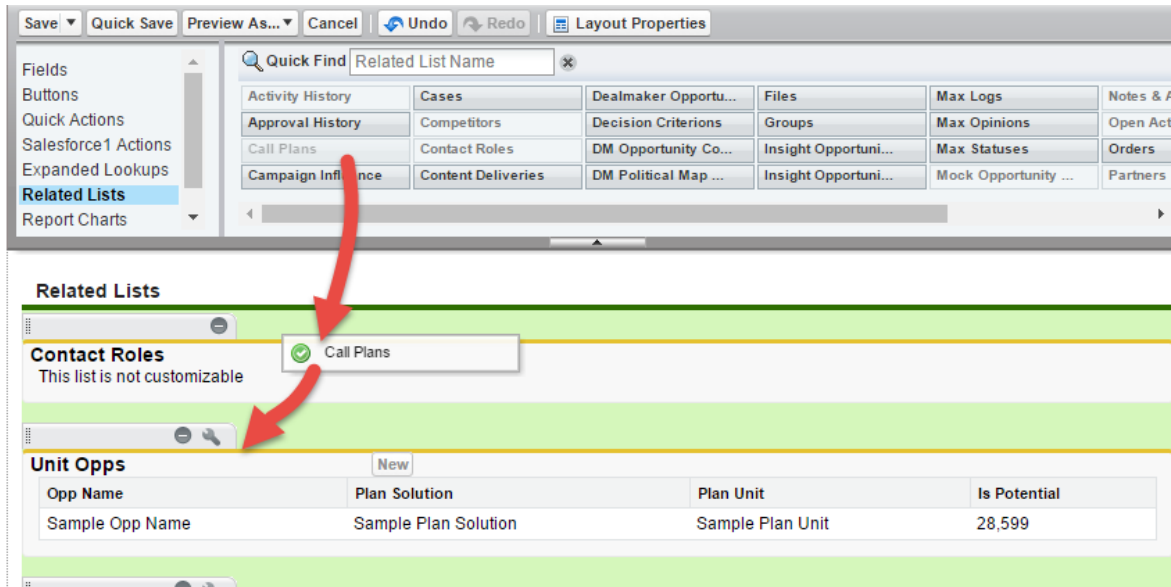 Save Quick Save Preview As... Cancel Undo Redo Layout Properties
Quick Find Related List Name
Fields
Buttons
Quick Actions
Salesforce1 Actions
Expanded Lookups
Related Lists
Report Charts
Activity History Cases Dealmaker Opportu... Files Max Logs Notes & A
Approval History Competitors Decision Criterions Groups Max Opinions Open Act
Call Plans Contact Roles DM Opportunity Co... Insight Opportuni... Max Statuses Orders
Campaign Content Deliveries DM Political Map ... Insight Opportuni... Mock Opportunity ... Partners
Related Lists
Contact Roles
This list is not customizable
Call Plans
Unit Opps New
Opp Name Plan Solution Plan Unit Is Potential
Sample Opp Name Sample Plan Solution Sample Plan Unit 28,599